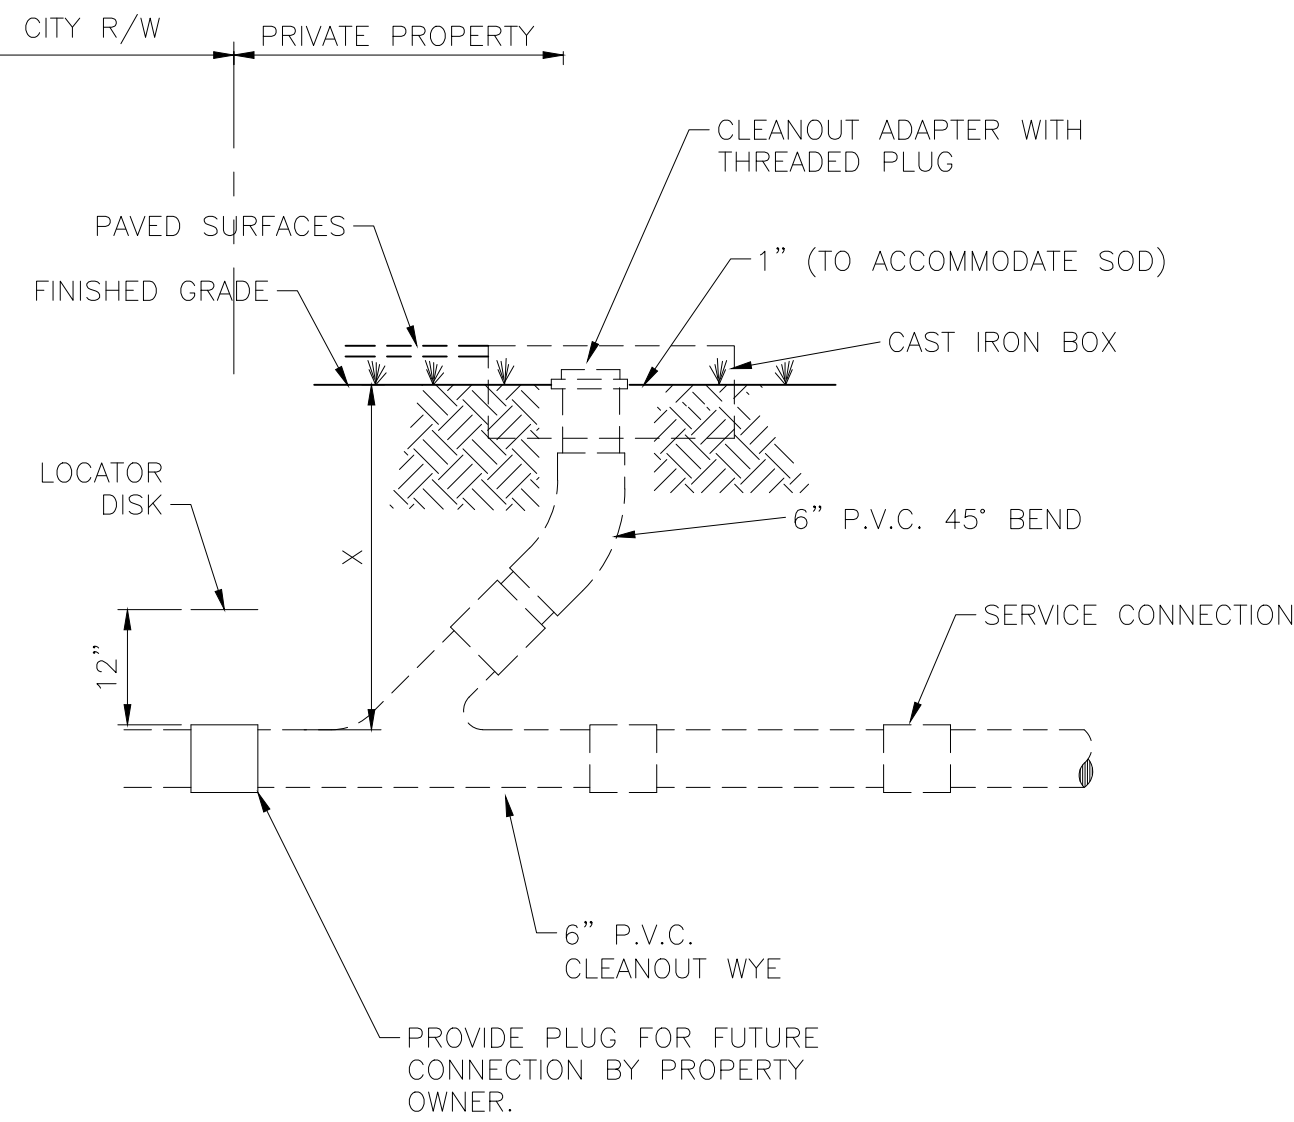 CITY R/W
PRIVATE PROPERTY
CLEANOUT ADAPTER WITH
THREADED PLUG
PAVED SURFACES
1” (TO ACCOMMODATE SOD)
FINISHED GRADE
CAST IRON BOX
LOCATOR
DISK
6” P.V.C. 45° BEND
X
SERVICE CONNECTION
12”
6” P.V.C.
CLEANOUT WYE
PROVIDE PLUG FOR FUTURE
CONNECTION BY PROPERTY
OWNER.